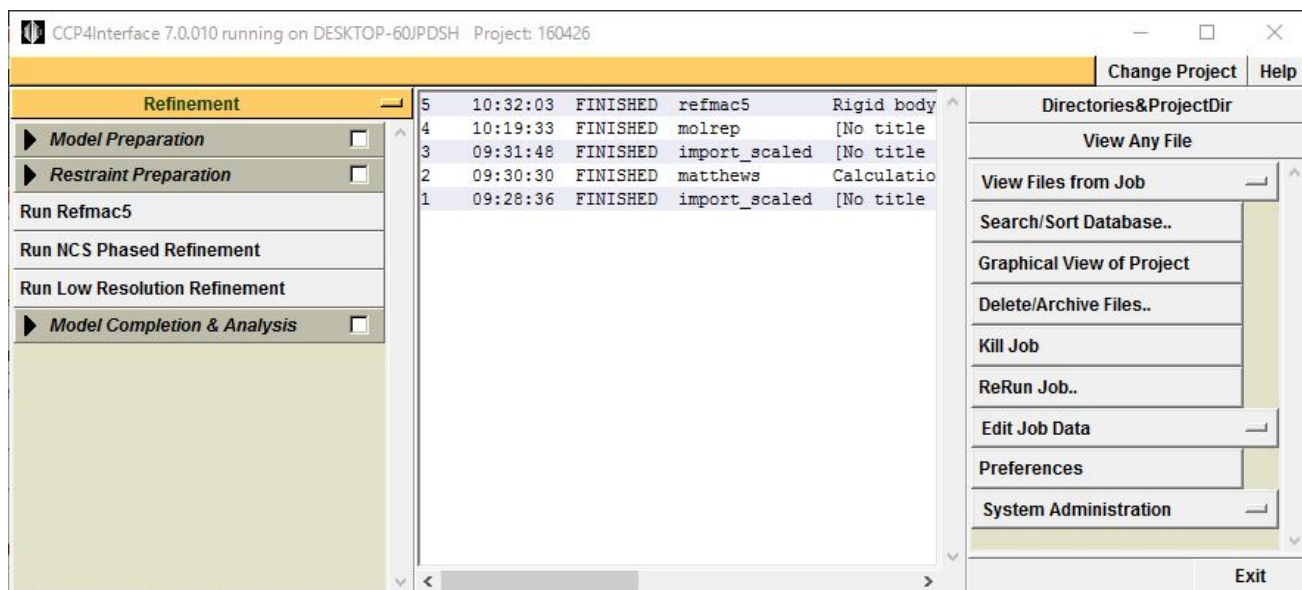 CCP4Interface 7.0.010 running on DESKTOP-60JPDSH Project: 160426
Change Project Help
Refinement
Model Preparation
Restraint Preparation
Run Refmac5
Run NCS Phased Refinement
Run Low Resolution Refinement
Model Completion & Analysis
5 10:32:03 FINISHED refmac5 Rigid body
4 10:19:33 FINISHED molrep [No title
3 09:31:48 FINISHED import_scaled [No title
2 09:30:30 FINISHED matthews Calculatio
1 09:28:36 FINISHED import_scaled [No title
Directories&ProjectDir
View Any File
View Files from Job
Search/Sort Database..
Graphical View of Project
Delete/Archive Files..
Kill Job
ReRun Job..
Edit Job Data
Preferences
System Administration
Exit